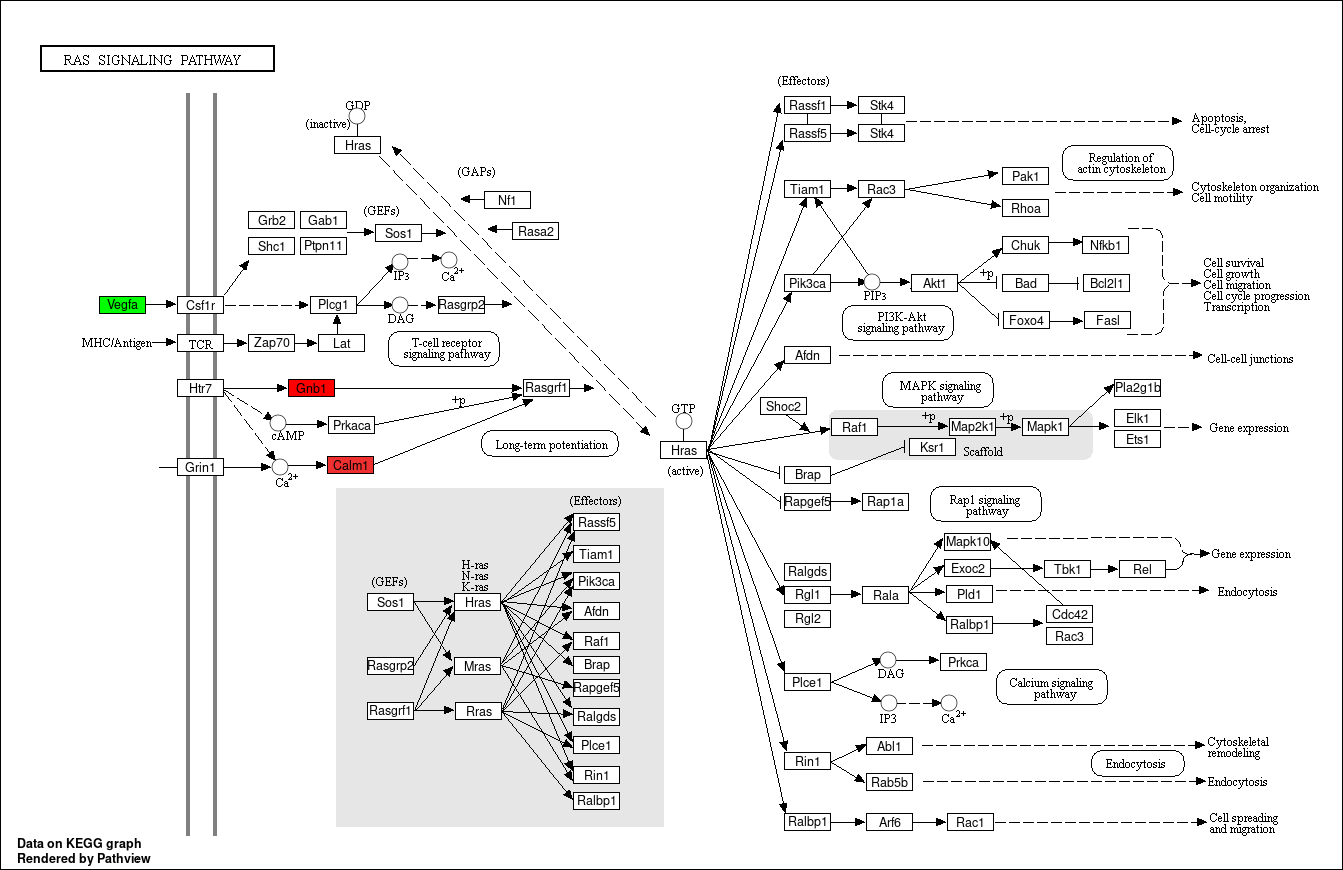 RAS SIGNALING PATHWAY
GDP
(inactive)
Hras
(GAPs)
Nf1
Rasa2
(GEFs)
Grb2
Gab1
Sos1
Shc1
Ptpn11
IP3
Ca2+
Vegfa
Csf1r
Plcg1
DAG
Rasgrp2
MHC/Antigen
TCR
Zap70
Lat
T-cell receptor
signaling pathway
Htr7
Gnb1
Rasgrf1
+p
cAMP
Prkaca
Long-term potentiation
Grin1
Ca2+
Calm1
GTP
Hras
(active)
(Effectors)
Rassf1
Stk4
Rassf5
Stk4
Apoptosis,
Cell-cycle arrest
Regulation of
actin cytoskeleton
Tiam1
Rac3
Pak1
Rhoa
Cytoskeleton organization
Cell motility
Chuk
Nfkb1
Pik3ca
PIP3
Akt1
+p
Bad
Bcl2l1
Foxo4
Fasl
PI3K-Akt
signaling pathway
Cell survival
Cell growth
Cell migration
Cell cycle progression
Transcription
Afdn
Cell-cell junctions
MAPK signaling
pathway
Shoc2
Raf1
+p
Map2k1
+p
Mapk1
Pla2g1b
Elk1
Ets1
Gene expression
Ksr1
Scaffold
Brap
Rapgef5
Rap1a
Rap1 signaling
pathway
Ralgds
Rgl1
Rgl2
Rala
Mapk10
Exoc2
Tbk1
Rel
Gene expression
Pld1
Endocytosis
Ralbp1
Cdc42
Rac3
Plce1
DAG
Prkca
IP3
Ca2+
Calcium signaling
pathway
Rin1
Abl1
Cytoskeletal
remodeling
Rab5b
Endocytosis
Endocytosis
Ralbp1
Arf6
Rac1
Cell spreading
and migration
(Effectors)
(GEFs)
H-ras
N-ras
K-ras
Sos1
Hras
Rasgrp2
Mras
Rasgrf1
Rras
Rassf5
Tiam1
Pik3ca
Afdn
Raf1
Brap
Rapgef5
Ralgds
Plce1
Rin1
Ralbp1
Data on KEGG graph
Rendered by Pathview